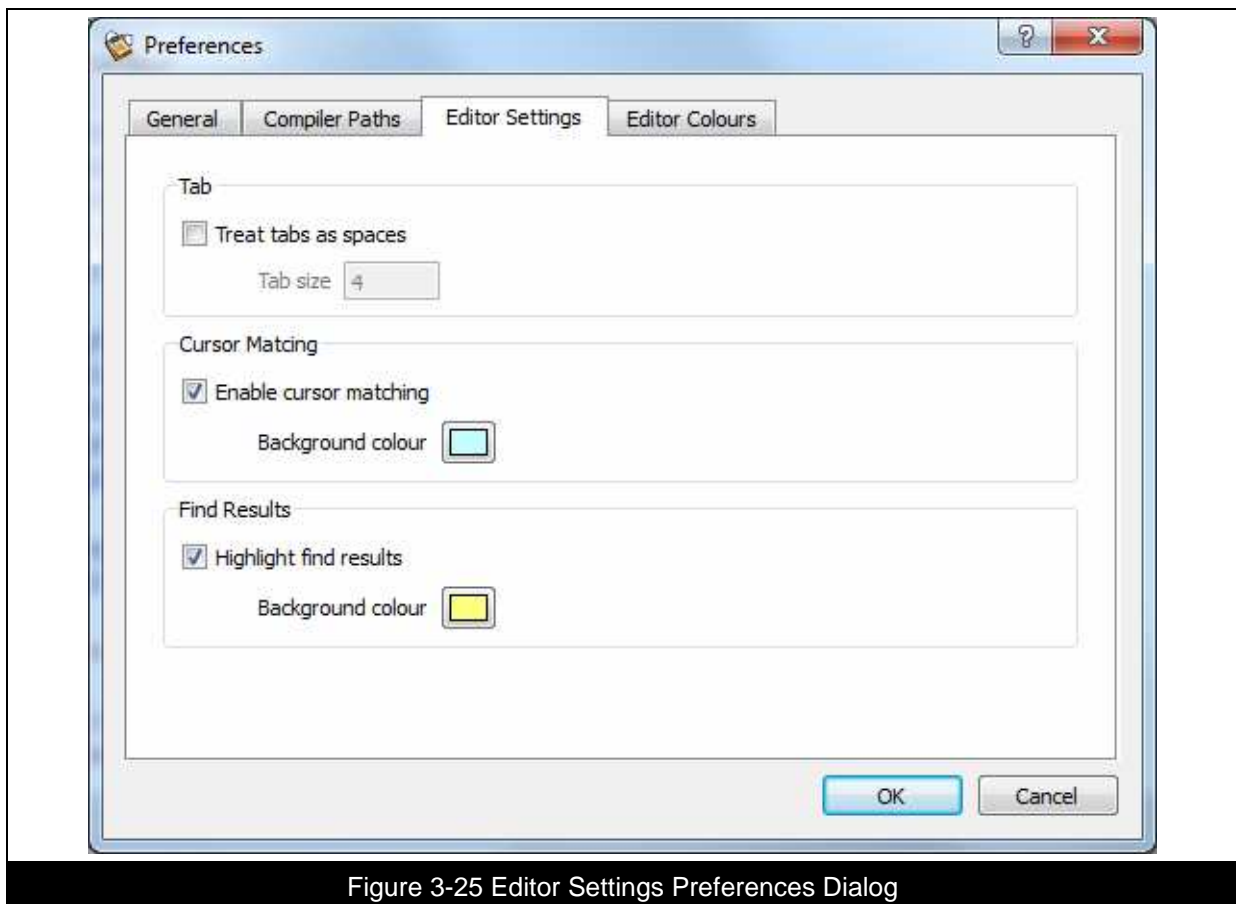 Preferences
General Compiler Paths Editor Settings Editor Colours
Tab
Treat tabs as spaces
Tab size 4
Cursor Matcing
Enable cursor matching
Background colour
Find Results
Highlight find results
Background colour
OK Cancel
Figure 3-25 Editor Settings Preferences Dialog